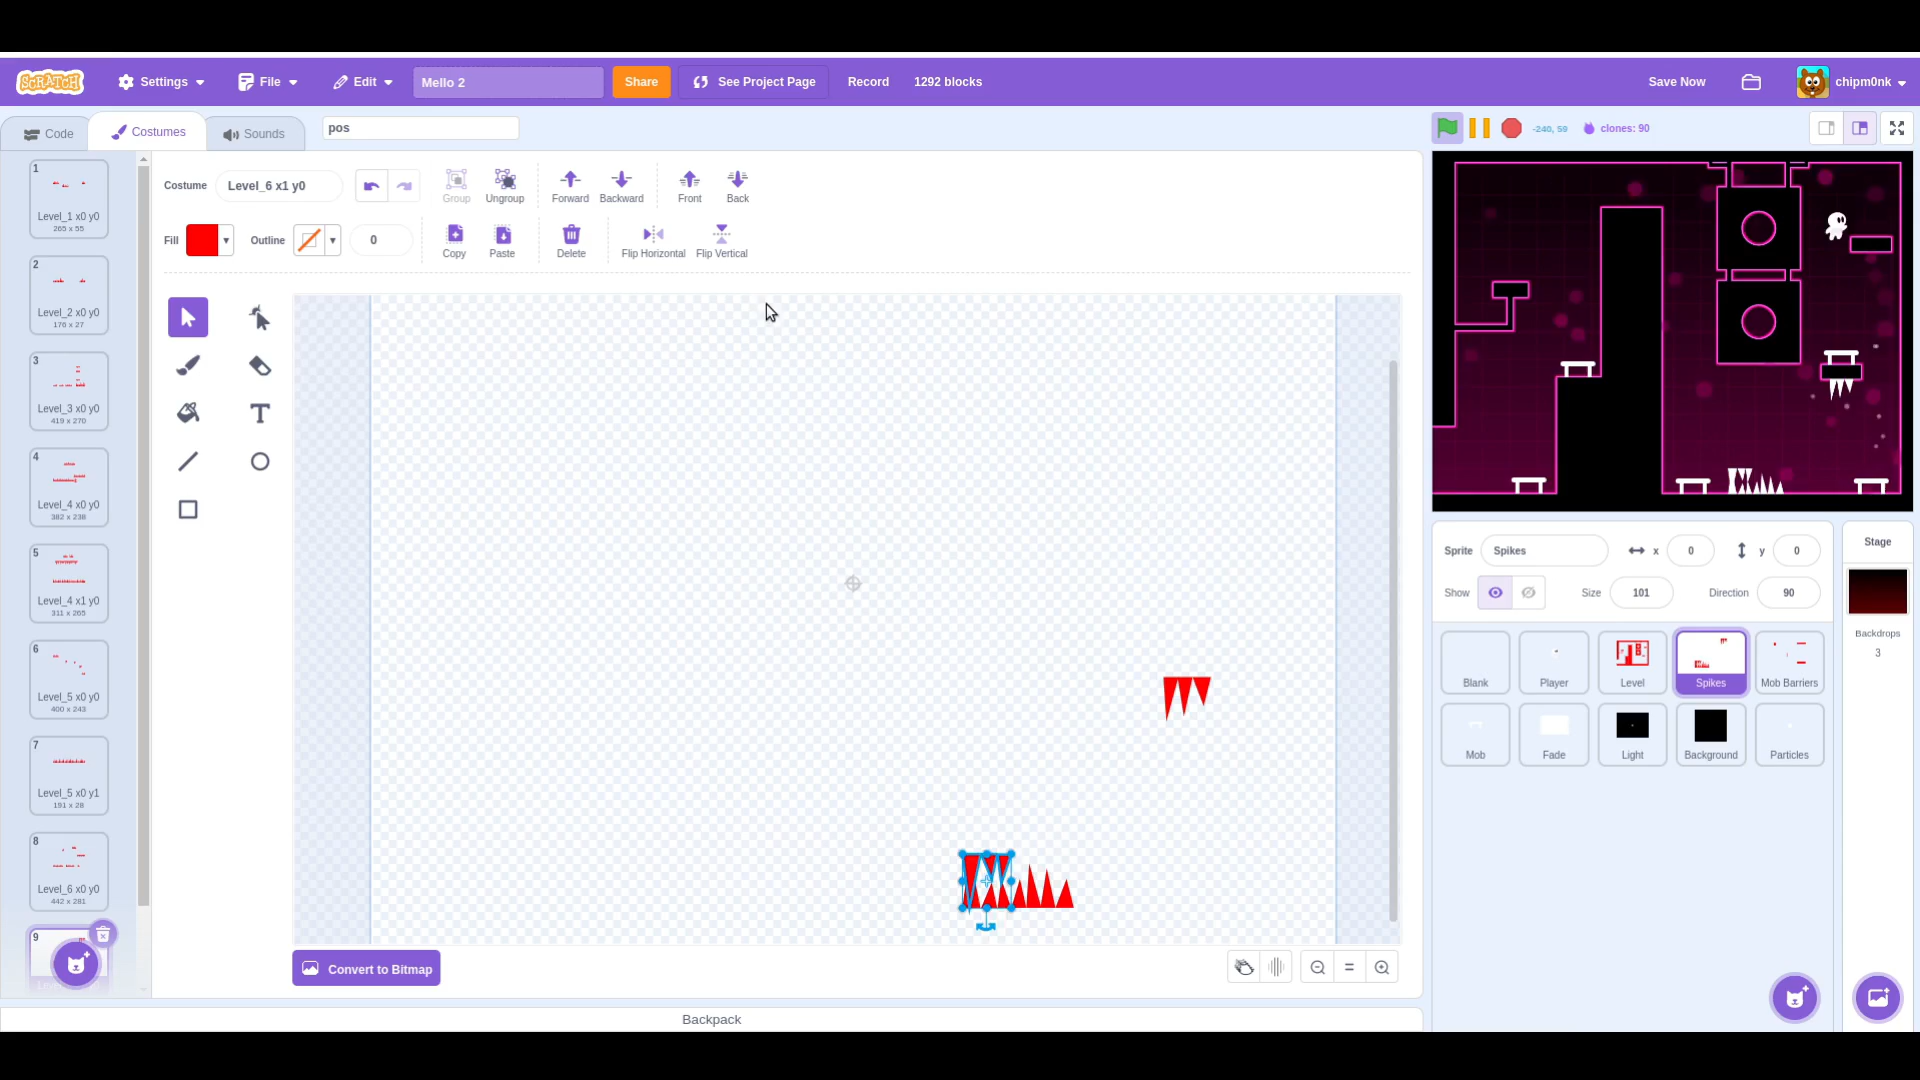 SCRATCH
Settings
File
Edit
Mello 2
Share
See Project Page
Record
1292 blocks
Save Now
chipm0nk
Code
Costumes
Sounds
pos
-240, 59
clones: 90
1
Level_1 x0 y0
265 x 55
2
Level_2 x0 y0
176 x 27
3
Level_3 x0 y0
419 x 270
4
Level_4 x0 y0
382 x 238
5
Level_4 x1 y0
311 x 265
6
Level_5 x0 y0
400 x 243
7
Level_5 x0 y1
191 x 28
8
Level_6 x0 y0
442 x 281
9
Costume
Level_6 x1 y0
Group
Ungroup
Forward
Backward
Front
Back
Fill
Outline
0
Copy
Paste
Delete
Flip Horizontal
Flip Vertical
T
Convert to Bitmap
Backpack
Sprite
Spikes
x
0
y
0
Show
Size
101
Direction
90
Blank
Player
Level
Spikes
Mob Barriers
Mob
Fade
Light
Background
Particles
Stage
Backdrops
3